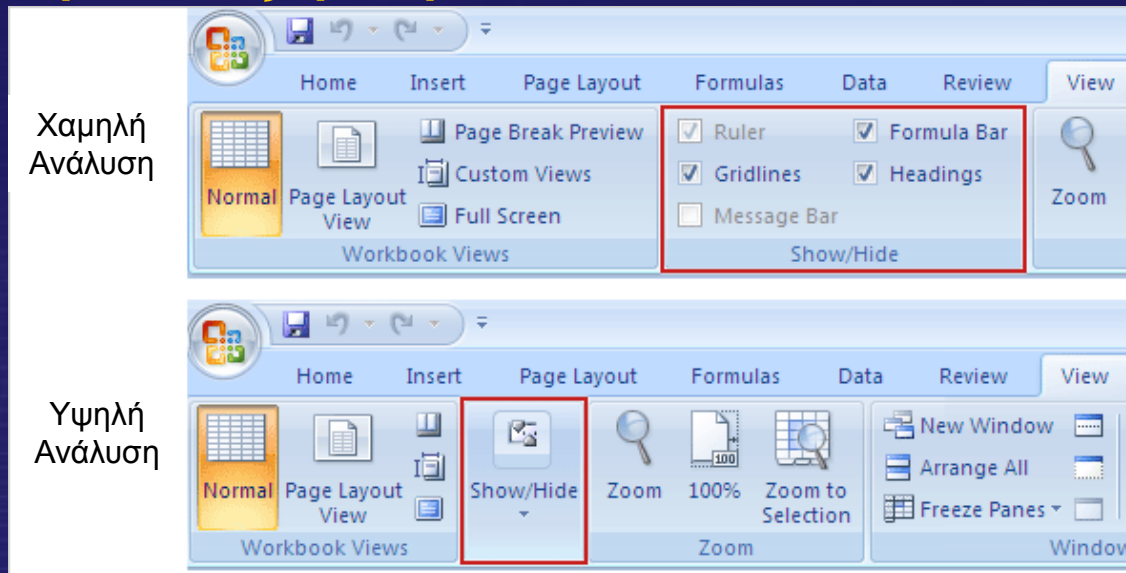 Home Insert Page Layout Formulas Data Review View
Χαμηλή
Ανάλυση
Normal
Page Layout
View
Page Break Preview
Custom Views
Full Screen
Workbook Views
Ruler
Formula Bar
Gridlines
Headings
Message Bar
Show/Hide
Zoom
Home Insert Page Layout Formulas Data Review View
Υψηλή
Ανάλυση
Normal
Page Layout
View
Workbook Views
Show/Hide
Zoom
100
100%
Zoom to
Selection
Zoom
New Window
Arrange All
Freeze Panes
Window